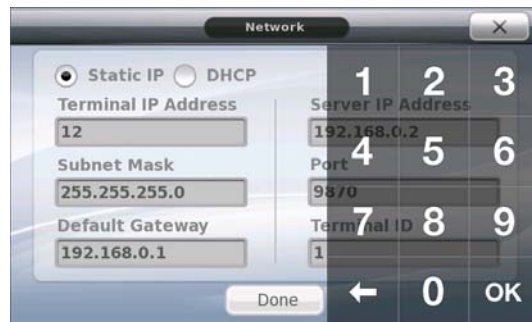 Network
Static IP DHCP
Terminal IP Address
12
Subnet Mask
255.255.255.0
Default Gateway
192.168.0.1
Server IP Address
192.168.0.2
Port
9870
Terminal ID
1
Done
1 2 3
4 5 6
7 8 9
← 0 OK